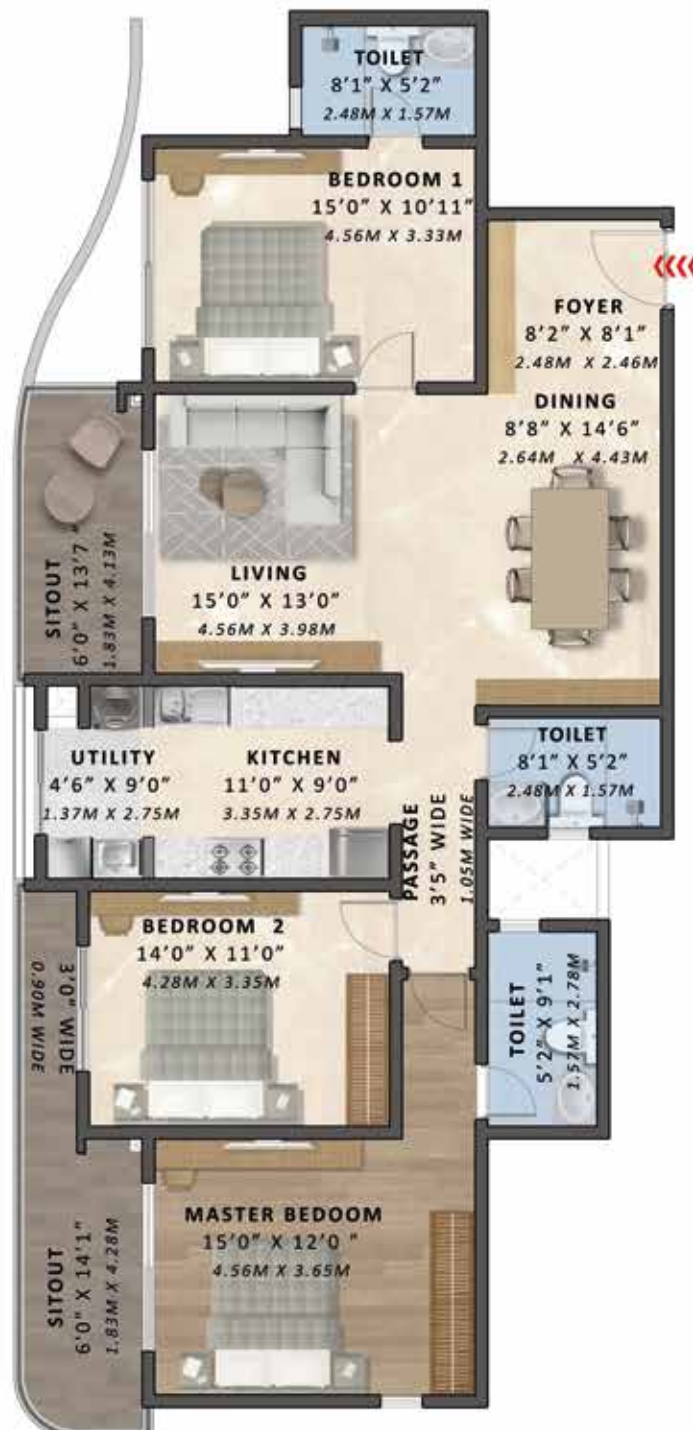 TOILET
8'1" X 5'2"
2.48M X 1.57M
BEDROOM 1
15'0" X 10'11"
4.56M X 3.33M
FOYER
8'2" X 8'1"
2.48M X 2.46M
DINING
8'8" X 14'6"
2.64M X 4.43M
SITOUT
6'0" X 13'7"
1.83M X 4.13M
LIVING
15'0" X 13'0"
4.56M X 3.98M
UTILITY
4'6" X 9'0"
1.37M X 2.75M
KITCHEN
11'0" X 9'0"
3.35M X 2.75M
TOILET
8'1" X 5'2"
2.48M X 1.57M
PASSAGE
3'5" WIDE
1.05M WIDE
BEDROOM 2
14'0" X 11'0"
4.28M X 3.35M
3'0" WIDE
0.90M WIDE
TOILET
5'2" X 9'1"
1.57M X 2.78M
MASTER BEDOOM
15'0" X 12'0 "
4.56M X 3.65M
SITOUT
6'0" X 14'1"
1.83M X 4.28M